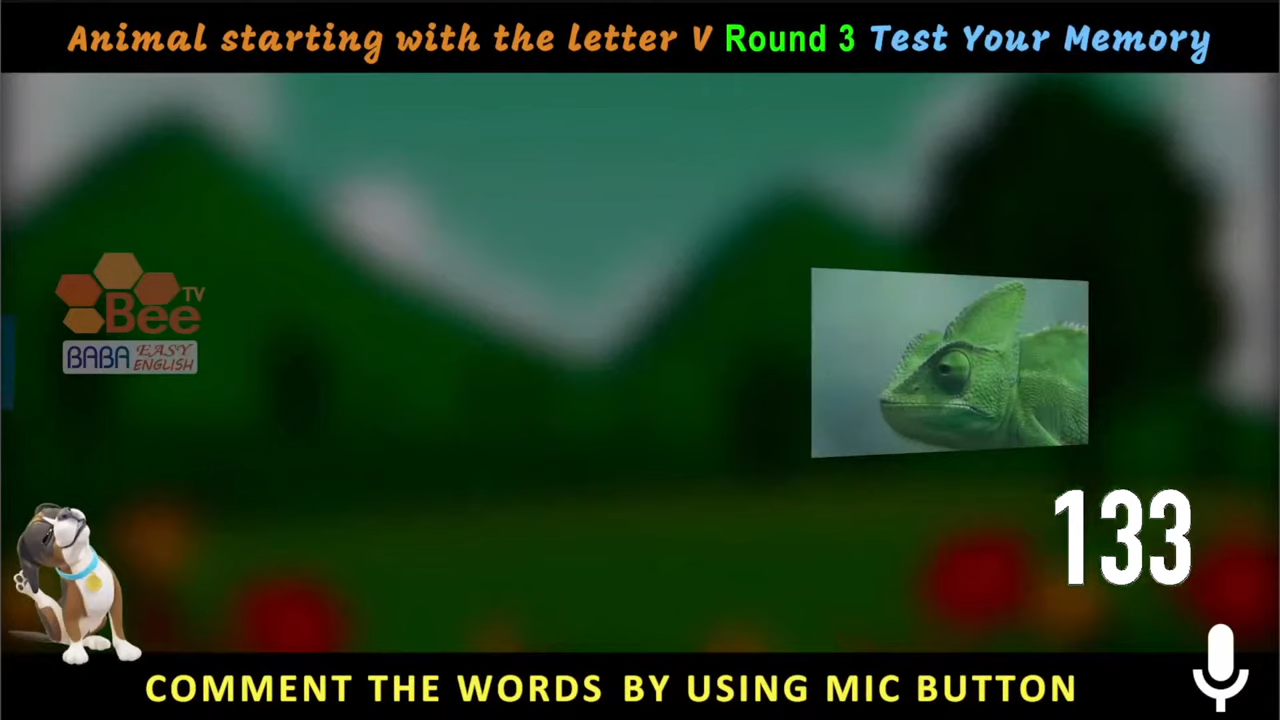 Animal starting with the letter V Round 3 Test Your Memory
Bee TV
BABA EASY ENGLISH
133
COMMENT THE WORDS BY USING MIC BUTTON